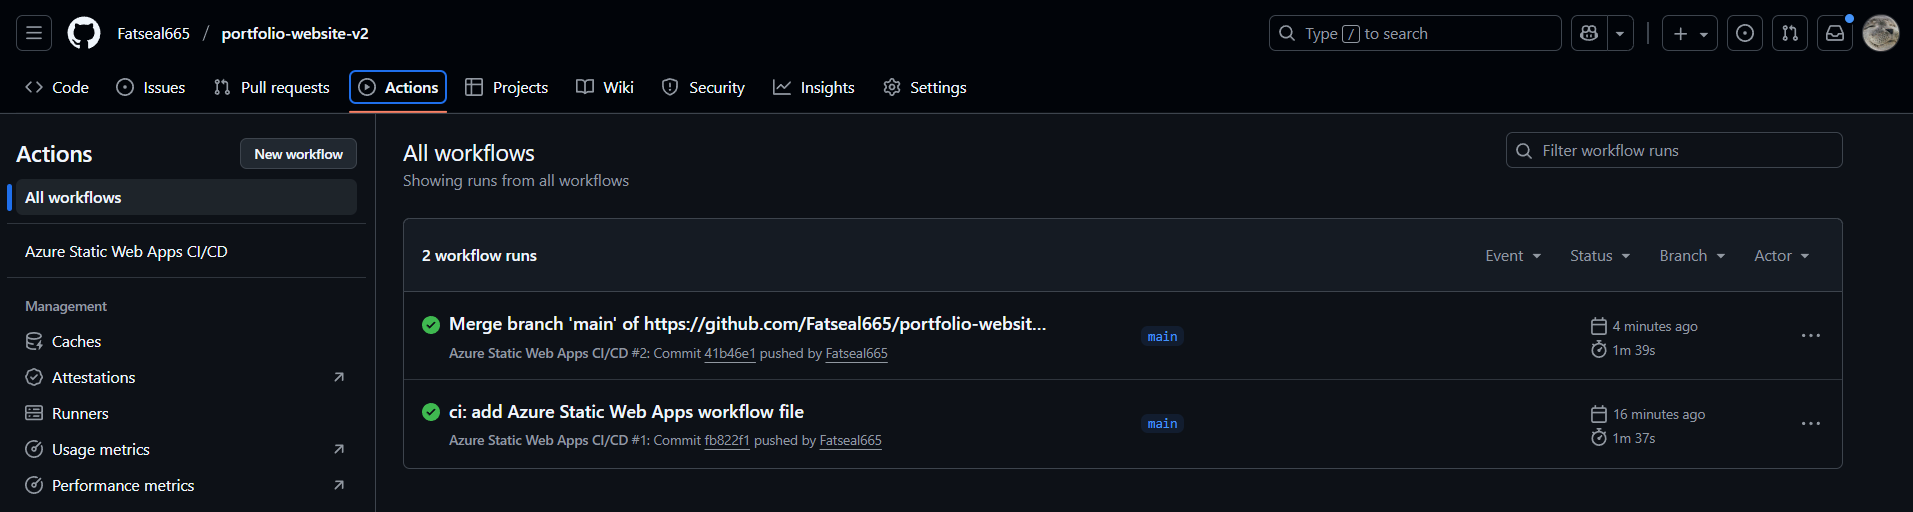 Fatseal665 / portfolio-website-v2
Type / to search
Code Issues Pull requests Actions Projects Wiki Security Insights Settings
Actions
New workflow
All workflows
Azure Static Web Apps CI/CD
Management
Caches
Attestations
Runners
Usage metrics
Performance metrics
All workflows
Showing runs from all workflows
Filter workflow runs
2 workflow runs
Event Status Branch Actor
Merge branch 'main' of https://github.com/Fatseal665/portfolio-websit...
Azure Static Web Apps CI/CD #2: Commit 41b46e1 pushed by Fatseal665
main
4 minutes ago
1m 39s
ci: add Azure Static Web Apps workflow file
Azure Static Web Apps CI/CD #1: Commit fb822f1 pushed by Fatseal665
main
16 minutes ago
1m 37s